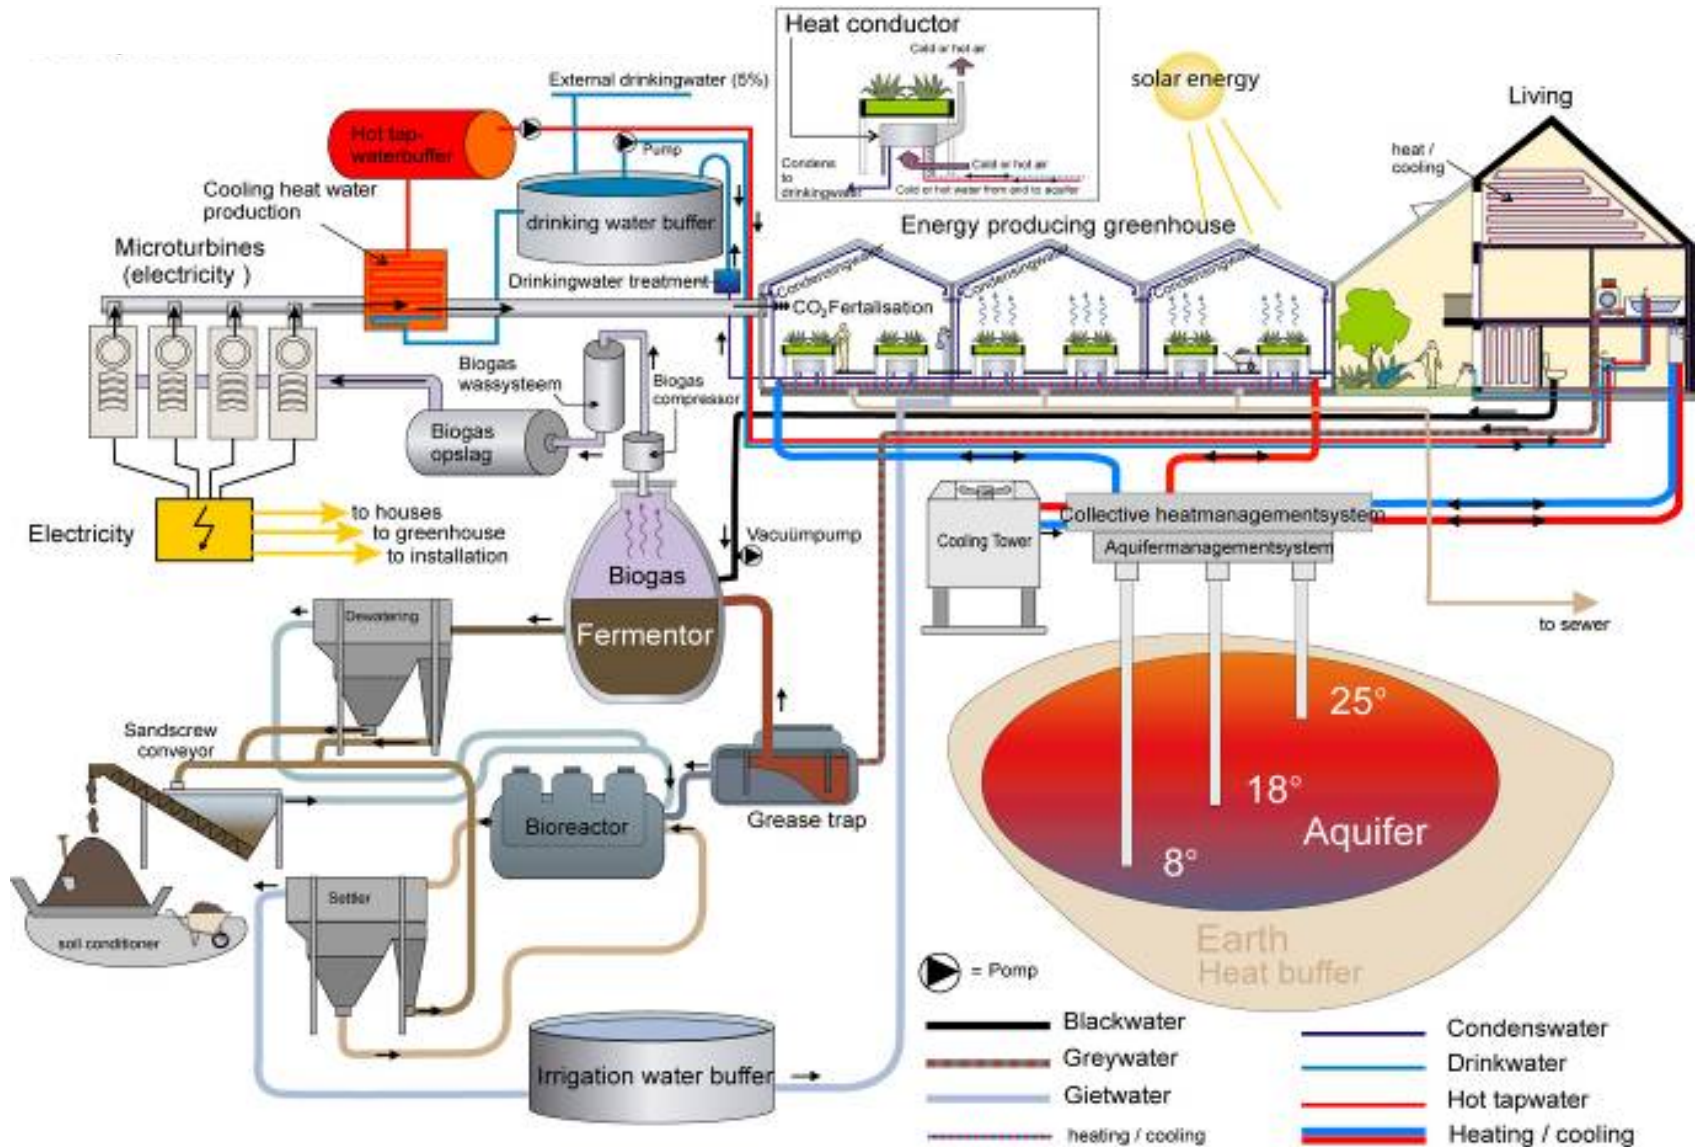 Heat conductor
Cold or hot air
Condens
to
drinkingwater
Cold or hot air
Cold or hot water from and to aquifer
solar energy
Living
heat /
cooling
External drinkingwater (5%)
Hot tap-
waterbuffer
Pump
Cooling heat water
production
drinking water buffer
Microturbines
(electricity )
Drinkingwater treatment
Energy producing greenhouse
Condensingwater
Condensingwater
Condensingwater
CO2Fertalisation
Biogas
wassysteem
Biogas
compressor
Biogas
opslag
Electricity
to houses
to greenhouse
to installation
Vacuümpump
Biogas
Fermentor
Cooling Tower
Collective heatmanagementsystem
Aquifermanagementsystem
to sewer
Dewatering
Sandscrew
conveyor
25°
18°
8°
Aquifer
Earth
Heat buffer
Bioreactor
Grease trap
Settler
soil conditioner
Irrigation water buffer
= Pomp
Blackwater
Greywater
Gietwater
heating / cooling
Condenswater
Drinkwater
Hot tapwater
Heating / cooling